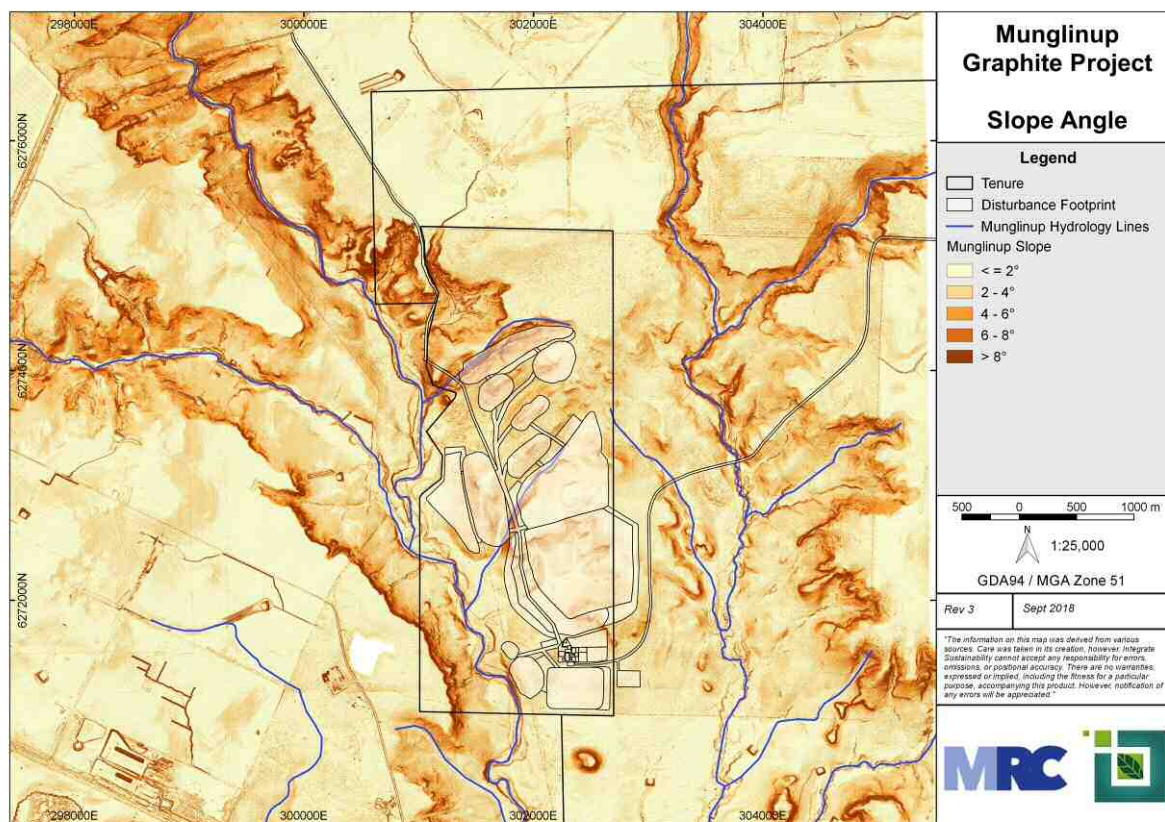 298000E
300000E
302000E
304000E
6276000N
6274000N
6272000N
298000E
300000E
302000E
304000E
Munglinup
Graphite Project
Slope Angle
Legend
Tenure
Disturbance Footprint
Munglinup Hydrology Lines
Munglinup Slope
< = 2°
2 - 4°
4 - 6°
6 - 8°
> 8°
500 0 500 1000 m
N
1:25,000
GDA94 / MGA Zone 51
Rev 3 Sept 2018
"The information on this map was derived from various
sources. Care was taken in its creation, however. Integrate
Sustainability cannot accept any responsibility for errors,
omissions, or positional accuracy. There are no warranties,
expressed or implied, including the fitness for a particular
purpose, accompanying this product. However, notification of
any errors will be appreciated."
MRC